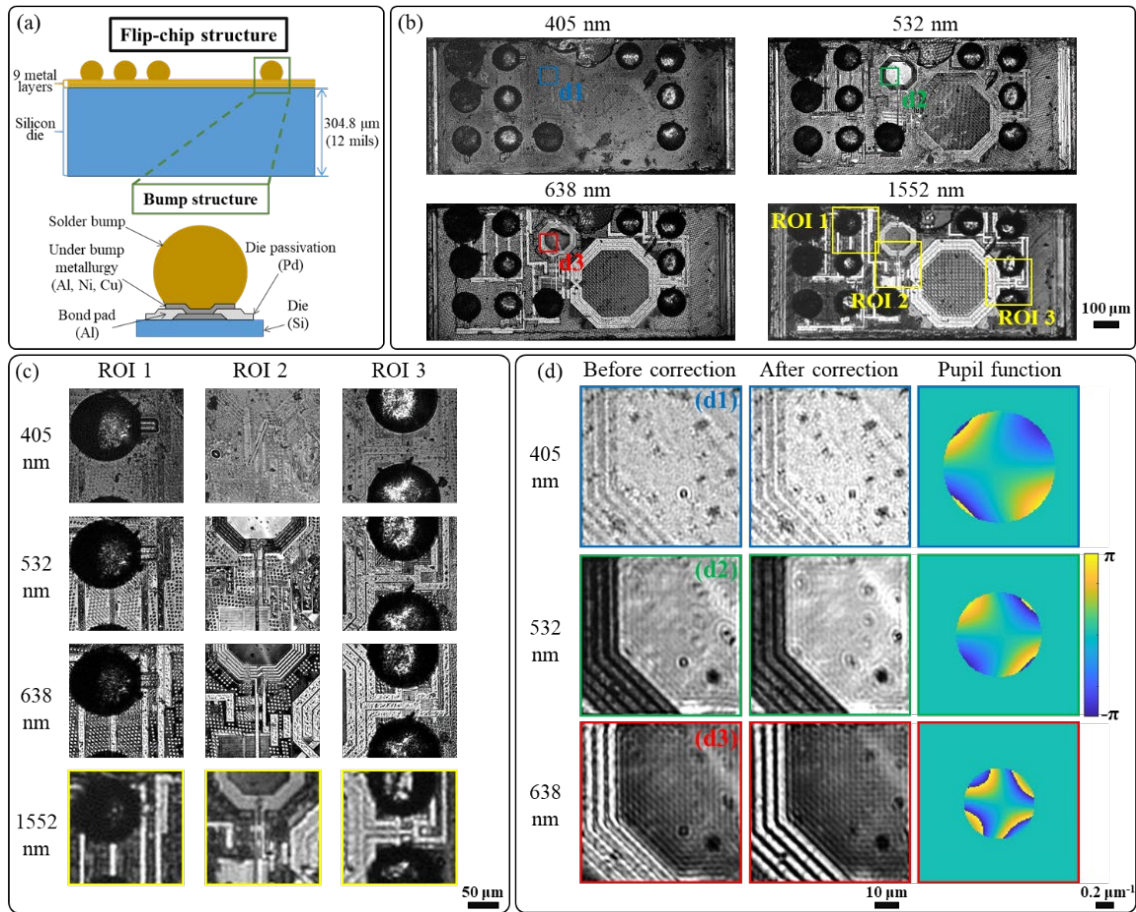 (a)
Flip-chip structure
9 metal
layers
Silicon
die
304.8 μm
(12 mils)
Bump structure
Solder bump
Under bump
metallurgy
(Al, Ni, Cu)
Bond pad
(Al)
Die passivation
(Pd)
Die
(Si)
(b)
405 nm
532 nm
d1
d2
638 nm
1552 nm
d3
ROI 1
ROI 2
ROI 3
100 μm
(c)
ROI 1
ROI 2
ROI 3
405
nm
532
nm
638
nm
1552
nm
50 μm
(d)
Before correction
After correction
Pupil function
(d1)
405
nm
(d2)
532
nm
π
-π
(d3)
638
nm
10 μm
0.2 μm⁻¹